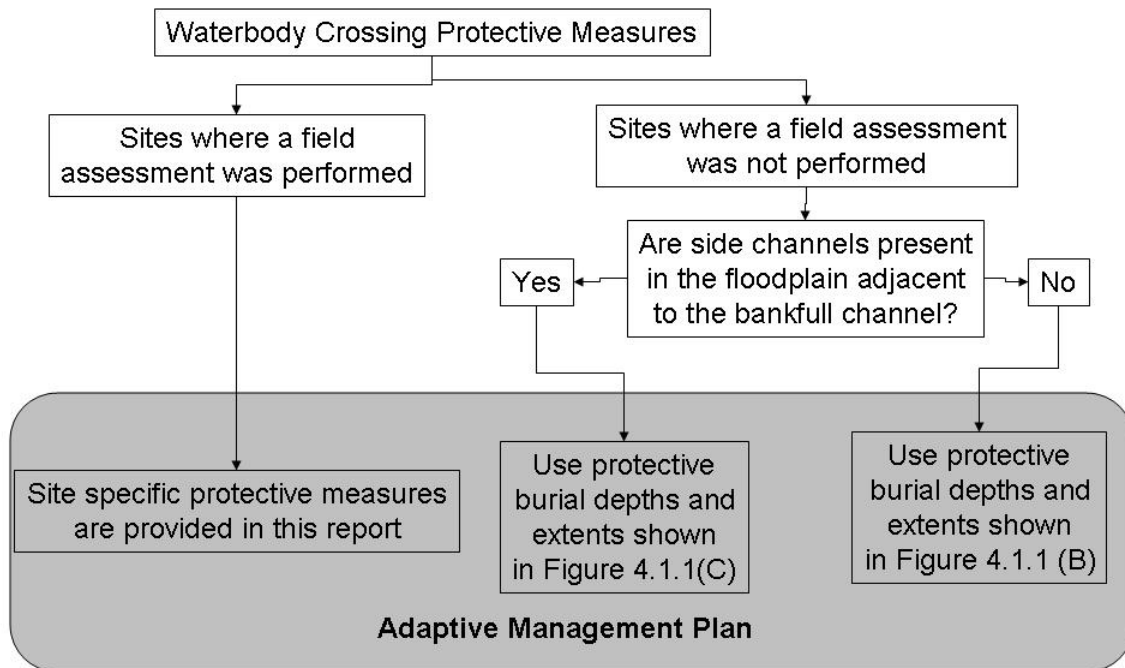 Waterbody Crossing Protective Measures
Sites where a field
assessment was performed
Sites where a field assessment
was not performed
Are side channels present
in the floodplain adjacent
to the bankfull channel?
Yes
No
Site specific protective measures
are provided in this report
Use protective
burial depths and
extents shown
in Figure 4.1.1(C)
Use protective
burial depths and
extents shown
in Figure 4.1.1 (B)
Adaptive Management Plan